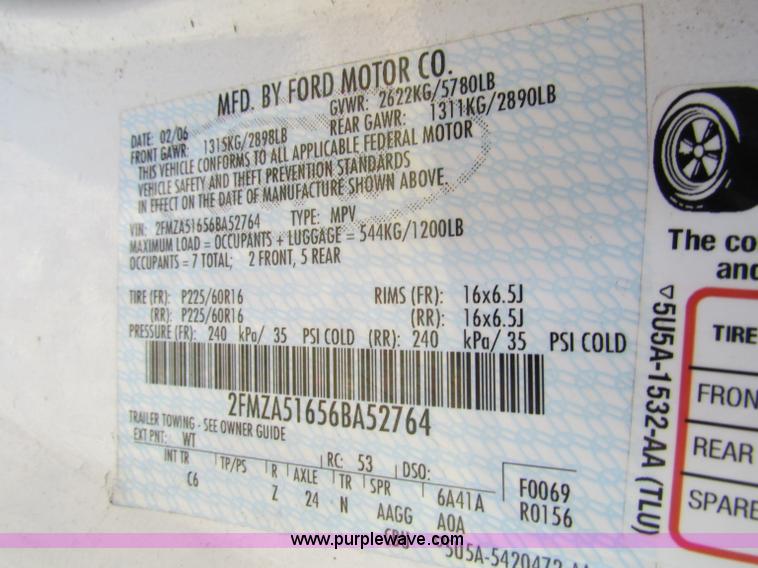 MFD. BY FORD MOTOR CO.
DATE: 02/06 GVWR: 2622KG/5780LB
FRONT GAWR: 1315KG/2898LB REAR GAWR: 1311KG/2890LB
THIS VEHICLE CONFORMS TO ALL APPLICABLE FEDERAL MOTOR
VEHICLE SAFETY AND THEFT PREVENTION STANDARDS
IN EFFECT ON THE DATE OF MANUFACTURE SHOWN ABOVE.
VIN: 2FMZA51656BA52764 TYPE: MPV
MAXIMUM LOAD = OCCUPANTS + LUGGAGE = 544KG/1200LB
OCCUPANTS = 7 TOTAL; 2 FRONT, 5 REAR
TIRE (FR): P225/60R16 RIMS (FR): 16x6.5J
(RR): P225/60R16 (RR): 16x6.5J
PRESSURE (FR): 240 kPa/ 35 PSI COLD (RR): 240 kPa/ 35 PSI COLD
2FMZA51656BA52764
TRAILER TOWING - SEE OWNER GUIDE
EXT PNT: WT RC: 53 DSO:
INT TR TP/PS R AXLE TR SPR 6A41A F0069
C6 Z 24 N AAGG A0A R0156
5U5A-5420472
▽5U5A-1532-AA (TLU)
The co
and
TIRE
FRON
REAR
SPARE
www.purplewave.com